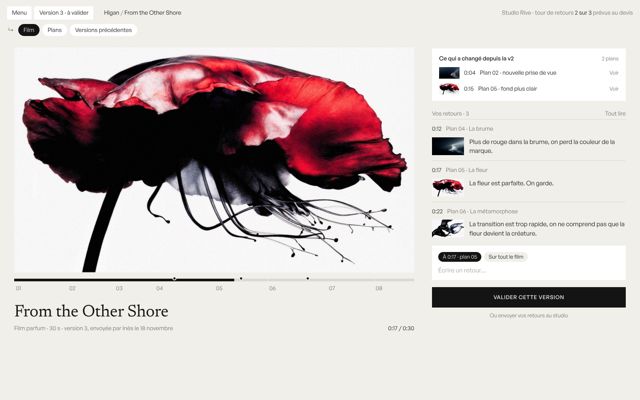 Menu
Version 3 · à valider
Higan / From the Other Shore
Studio Rive · tour de retours 2 sur 3 prévus au devis
Film
Plans
Versions précédentes
Ce qui a changé depuis la v2
2 plans
0:04 Plan 02 · nouvelle prise de vue
Voir
0:15 Plan 05 · fond plus clair
Voir
Vos retours · 3
Tout lire
0:12 Plan 04 · La brume
Plus de rouge dans la brume, on perd la couleur de la
marque.
0:17 Plan 05 · La fleur
La fleur est parfaite. On garde.
0:22 Plan 06 · La métamorphose
La transition est trop rapide, on ne comprend pas que la
fleur devient la créature.
À 0:17 · plan 05
Sur tout le film
Écrire un retour...
VALIDER CETTE VERSION
Ou envoyer vos retours au studio
01 02 03 04 05 06 07 08
From the Other Shore
Film parfum · 30 s · version 3, envoyée par Inès le 18 novembre
0:17 / 0:30